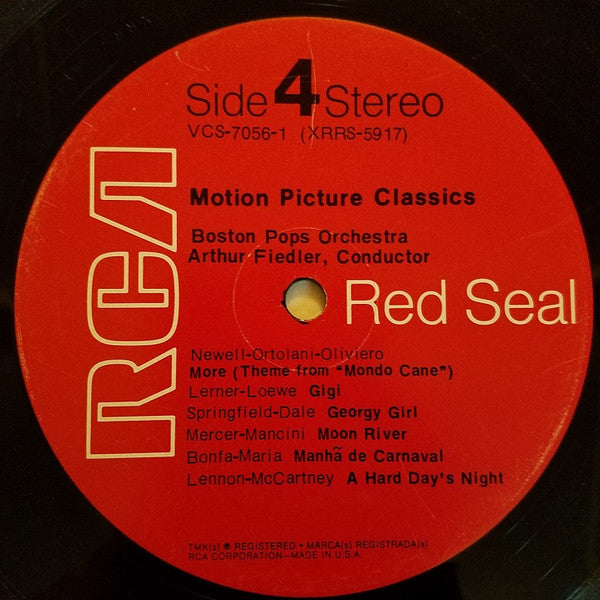 Side 4 Stereo
VCS-7056-1 (XRRS-5917)
Motion Picture Classics
Boston Pops Orchestra
Arthur Fiedler, Conductor
RCA
Red Seal
Newell-Ortolani-Oliviero
More (Theme from "Mondo Cane")
Lerner-Loewe Gigi
Springfield-Dale Georgy Girl
Mercer-Mancini Moon River
Bonfa-Maria Manhã de Carnaval
Lennon-McCartney A Hard Day's Night
TMK(s) ® REGISTERED • MARCA(s) REGISTRADA(s)
RCA CORPORATION—MADE IN U.S.A.